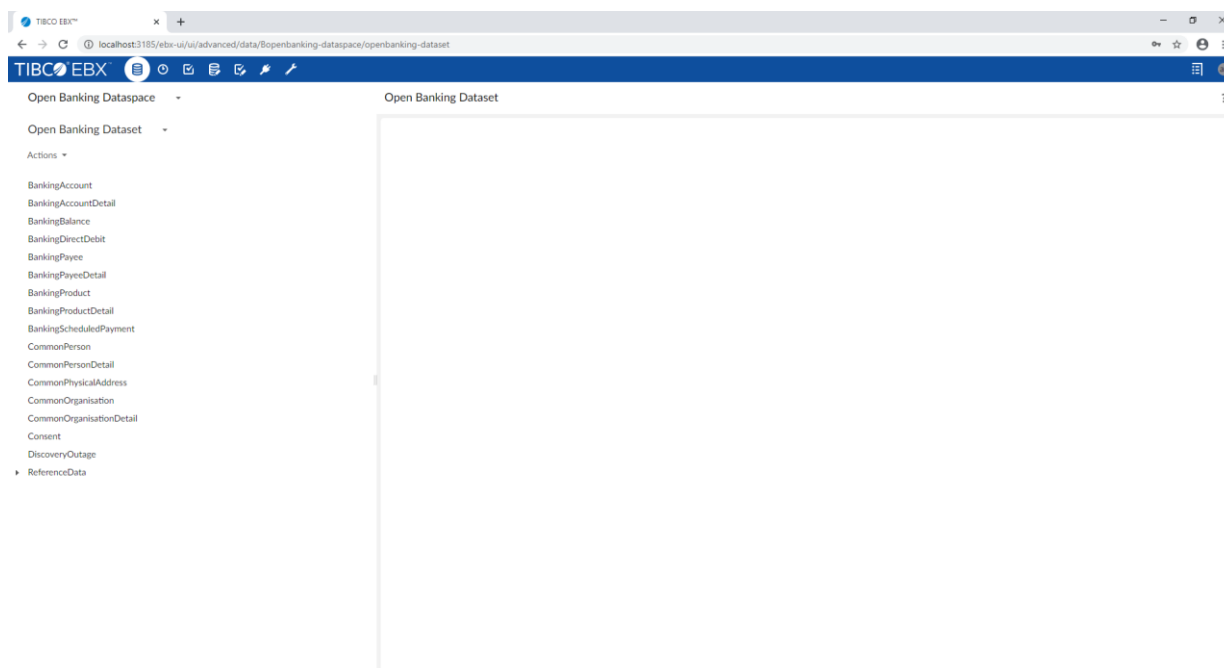 TIBCO EBX™
localhost:3185/ebx-ui/ui/advanced/data/Bopenbanking-dataspace/openbanking-dataset
TIBCO EBX™
Open Banking Dataspace
Open Banking Dataset
Open Banking Dataset
Actions
BankingAccount
BankingAccountDetail
BankingBalance
BankingDirectDebit
BankingPayee
BankingPayeeDetail
BankingProduct
BankingProductDetail
BankingScheduledPayment
CommonPerson
CommonPersonDetail
CommonPhysicalAddress
CommonOrganisation
CommonOrganisationDetail
Consent
DiscoveryOutage
ReferenceData